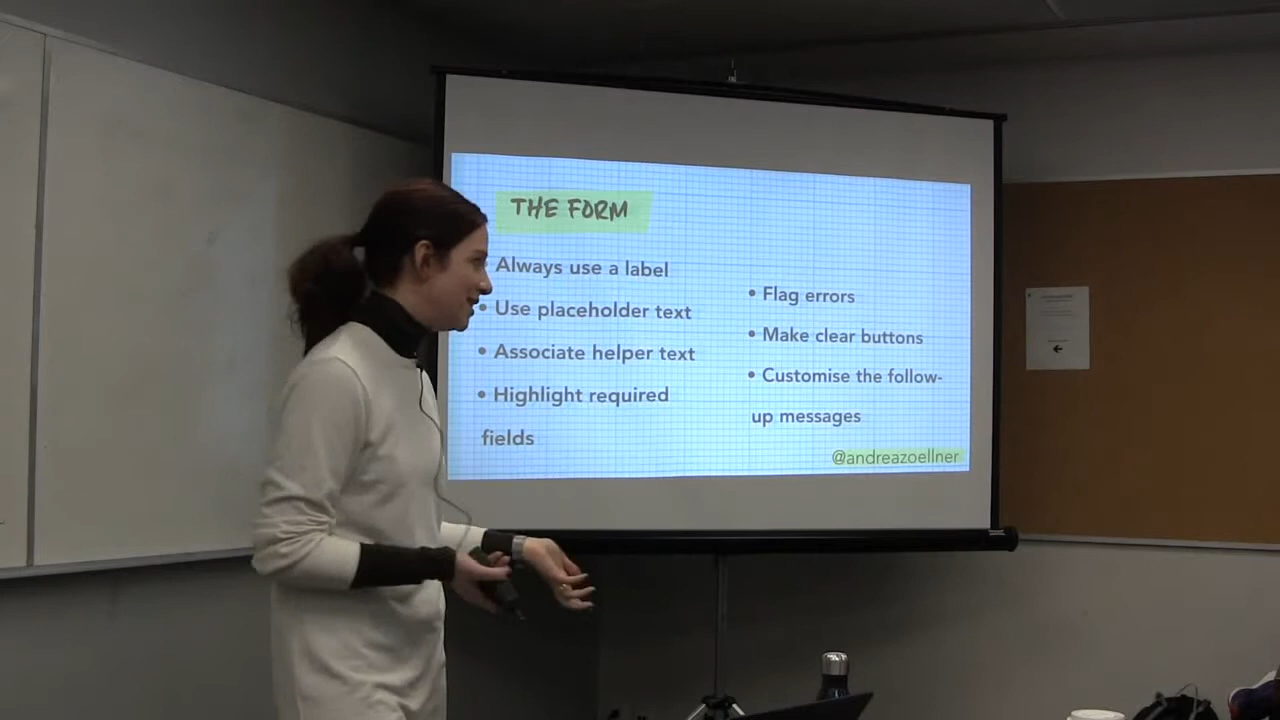 THE FORM
Always use a label
• Use placeholder text
• Associate helper text
• Highlight required
fields
• Flag errors
• Make clear buttons
• Customise the follow-
up messages
@andreazoellner